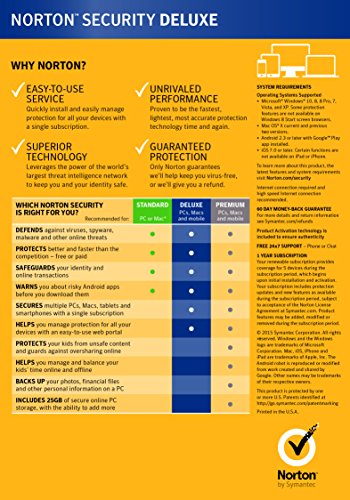 NORTON™ SECURITY DELUXE
WHY NORTON?
EASY-TO-USE
SERVICE
Quickly install and easily manage
protection for all your devices with
a single subscription.
UNRIVALED
PERFORMANCE
Proven to be the fastest,
lightest, most accurate protection
technology time and again.
SUPERIOR
TECHNOLOGY
Leverages the power of the world's
largest threat intelligence network
to keep you and your identity safe.
GUARANTEED
PROTECTION
Only Norton guarantees
we'll help keep you virus-free,
or we'll give you a refund.
WHICH NORTON SECURITY
IS RIGHT FOR YOU?
Recommended for:
STANDARD
PC or Mac®
DELUXE
PCs, Macs
and mobile
PREMIUM
PCs, Macs
and mobile
DEFENDS against viruses, spyware,
malware and other online threats
PROTECTS better and faster than the
competition – free or paid
SAFEGUARDS your identity and
online transactions
WARNS you about risky Android apps
before you download them
SECURES multiple PCs, Macs, tablets and
smartphones with a single subscription
HELPS you manage protection for all your
devices with an easy-to-use web portal
PROTECTS your kids from unsafe content
and guards against oversharing online
HELPS you manage and balance your
kids' time online and offline
BACKS UP your photos, financial files
and other personal information on a PC
INCLUDES 25GB of secure online PC
storage, with the ability to add more
SYSTEM REQUIREMENTS
Operating Systems Supported
• Microsoft® Windows® 10, 8, 8 Pro, 7,
Vista, and XP. Some protection
features are not available on
Windows 8 Start screen browsers.
• Mac OS® X current and previous
two versions.
• Android 2.3 or later with Google™Play
app installed.
• iOS 7.0 or later. Certain functions are
not available on iPad or iPhone.
To learn more about this product, the
latest features and system requirements
visit Norton.com/security
Internet connection required and
high speed Internet connection
recommended.
60 DAY MONEY-BACK GUARANTEE
For more details and return information
see Symantec.com/refunds
Product Activation technology is
included to ensure authenticity.
FREE 24x7 SUPPORT – Phone or Chat
1 YEAR SUBSCRIPTION
Your renewable subscription provides
coverage for 5 devices during the
subscription period, which begins
upon initial installation and activation.
Your subscription includes protection
updates and new features as available
during the subscription period, subject
to acceptance of the Norton License
Agreement at Symantec.com. Product
features may be added, modified or
removed during the subscription period.
© 2015 Symantec Corporation. All rights
reserved. Windows and the Windows
logo are trademarks of Microsoft
Corporation. Mac, iOS, iPhone and
iPad are trademarks of Apple, Inc. The
Android robot is reproduced or modified
from work created and shared by
Google. Other names may be trademarks
of their respective owners.
This product may be protected by one
or more U.S. Patents identified at
Printed in the U.S.A.
Norton™
by Symantec